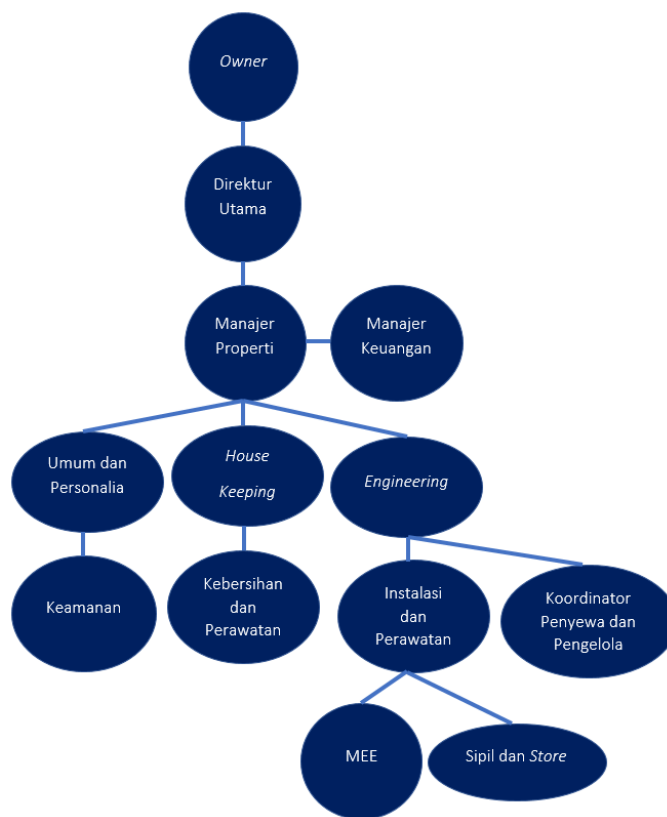 Owner
Direktur
Utama
Manajer
Properti
Manajer
Keuangan
Umum dan
Personalia
House
Keeping
Engineering
Keamanan
Kebersihan
dan
Perawatan
Instalasi
dan
Perawatan
Koordinator
Penyewa dan
Pengelola
MEE
Sipil dan Store